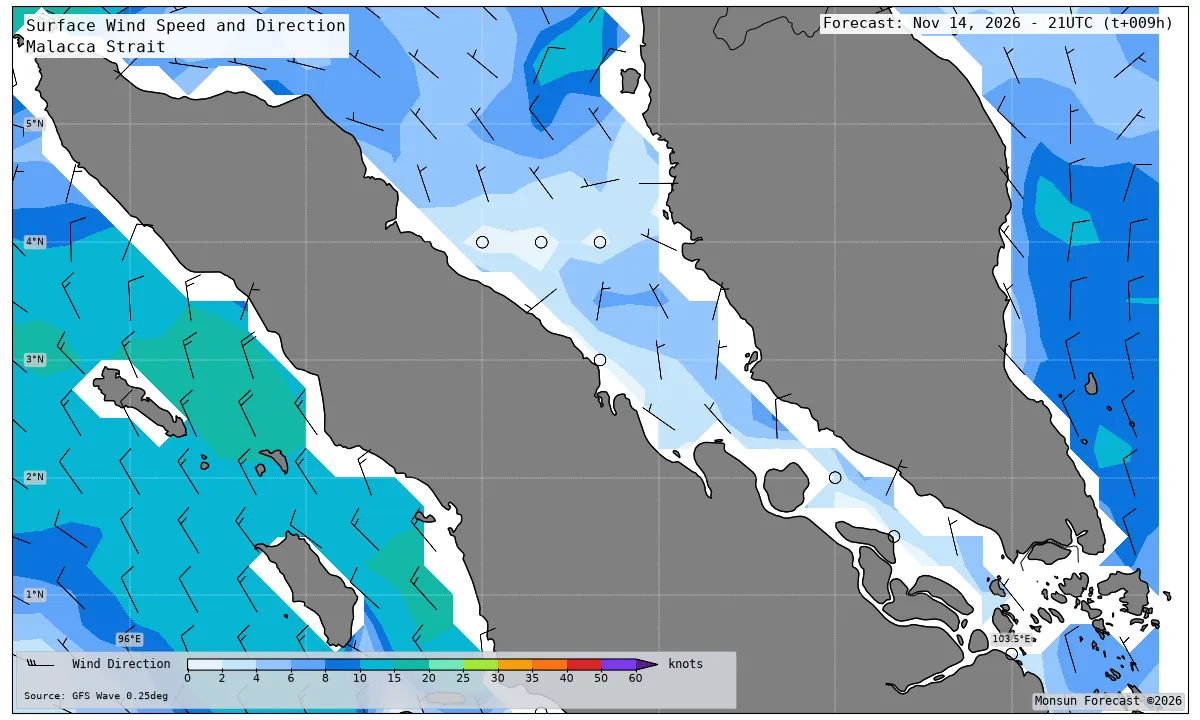 Surface Wind Speed and Direction
Malacca Strait
Forecast: Nov 14, 2026 - 21UTC (t+009h)
5°N
4°N
3°N
2°N
1°N
96°E
103.5°E
Wind Direction
knots
0 2 4 6 8 10 15 20 25 30 35 40 50 60
Source: GFS Wave 0.25deg
Monsun Forecast ©2026